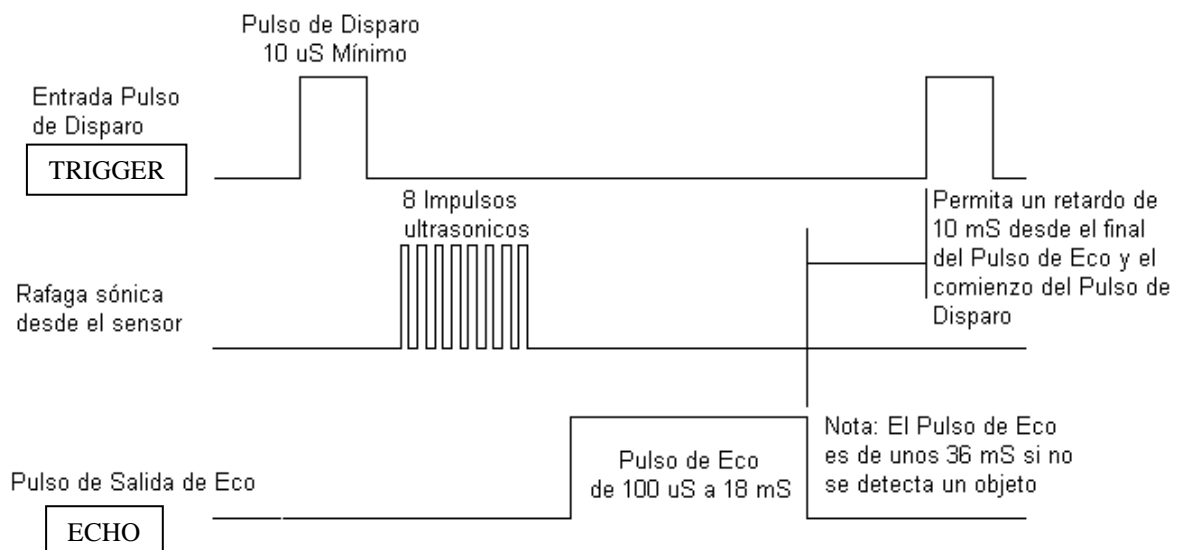 Pulso de Disparo
10 uS Mínimo
Entrada Pulso
de Disparo
TRIGGER
8 Impulsos
ultrasonicos
Permita un retardo de
10 mS desde el final
del Pulso de Eco y el
comienzo del Pulso de
Disparo
Rafaga sónica
desde el sensor
Pulso de Eco
de 100 uS a 18 mS
Nota: El Pulso de Eco
es de unos 36 mS si no
se detecta un objeto
Pulso de Salida de Eco
ECHO